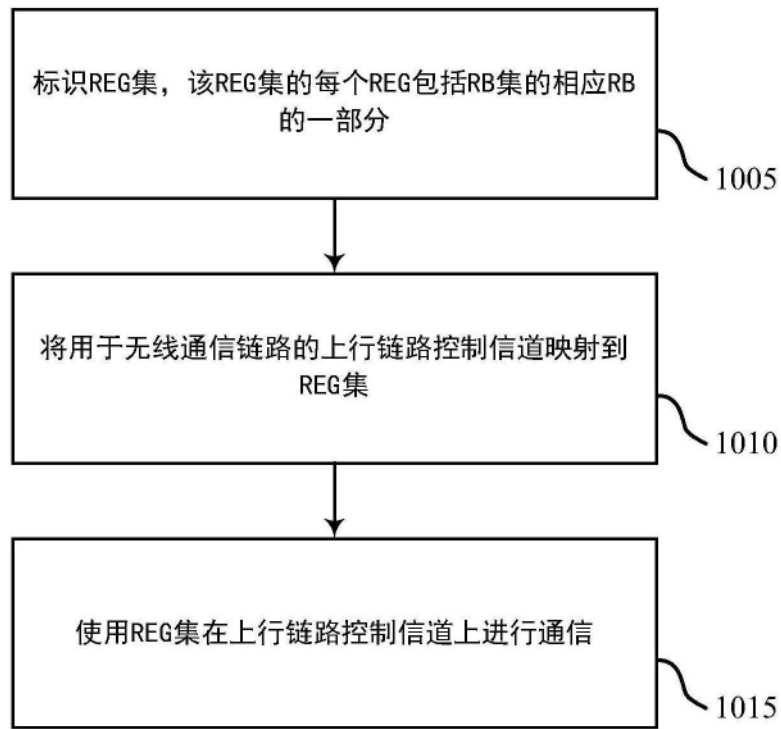 标识REG集，该REG集的每个REG包括RB集的相应RB
的一部分
1005
将用于无线通信链路的上行链路控制信道映射到
REG集
1010
使用REG集在上行链路控制信道上进行通信
1015